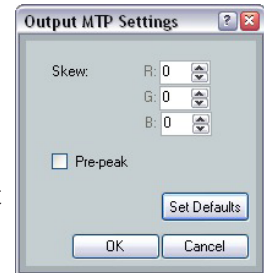 Output MTP Settings
Skew: R: 0
G: 0
B: 0
Pre-peak
Set Defaults
OK Cancel